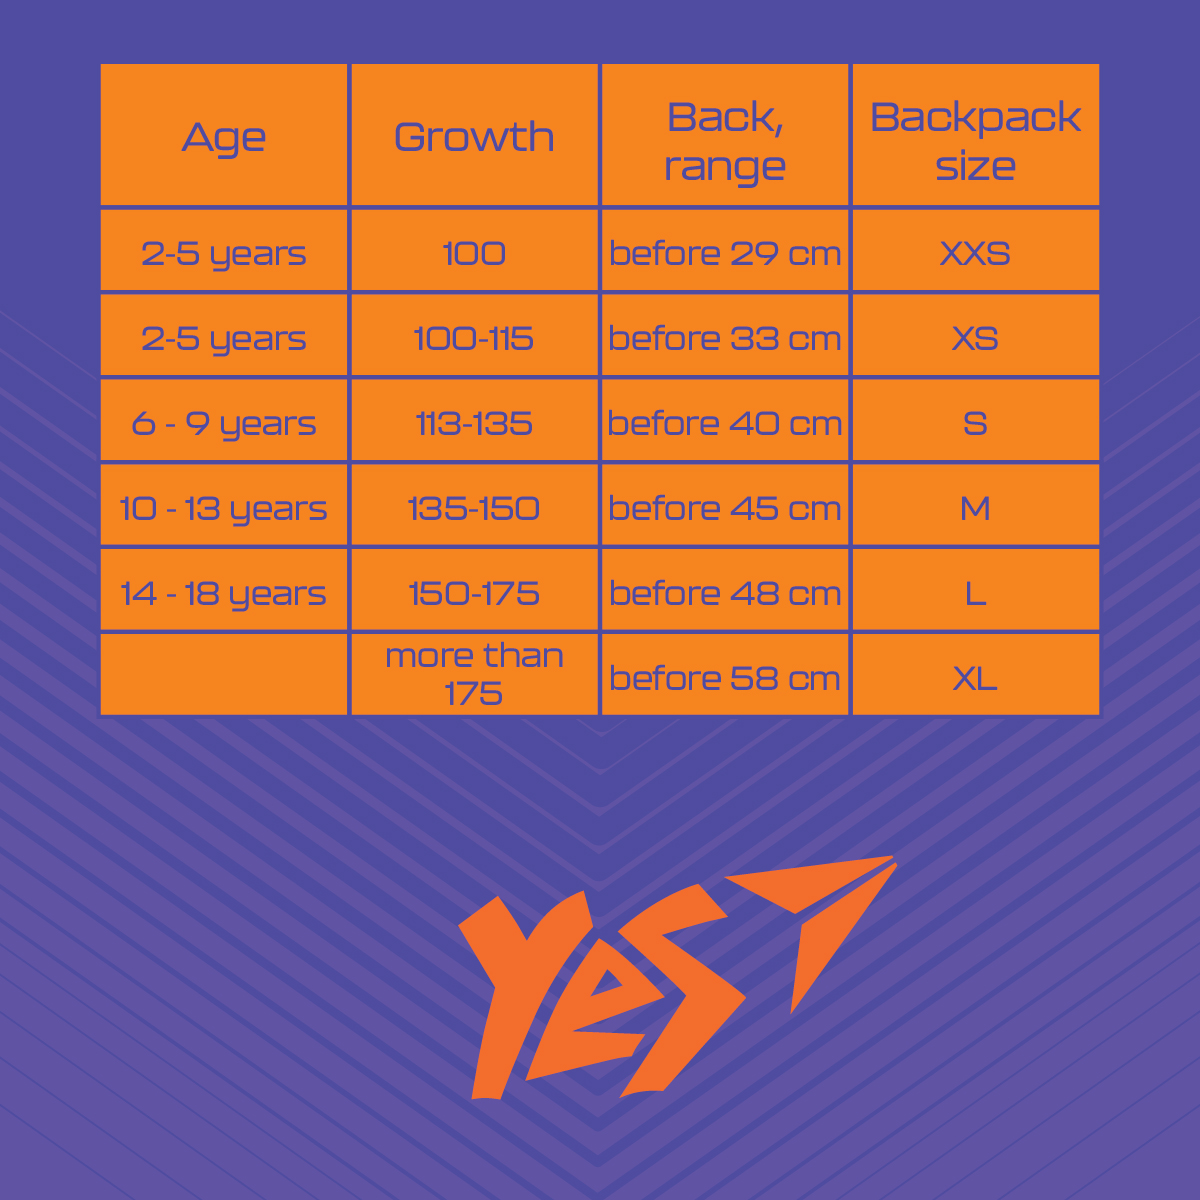 Age Growth Back, range Backpack size
2-5 years 100 before 29 cm XXS
2-5 years 100-115 before 33 cm XS
6 - 9 years 113-135 before 40 cm S
10 - 13 years 135-150 before 45 cm M
14 - 18 years 150-175 before 48 cm L
more than 175 before 58 cm XL
Yes